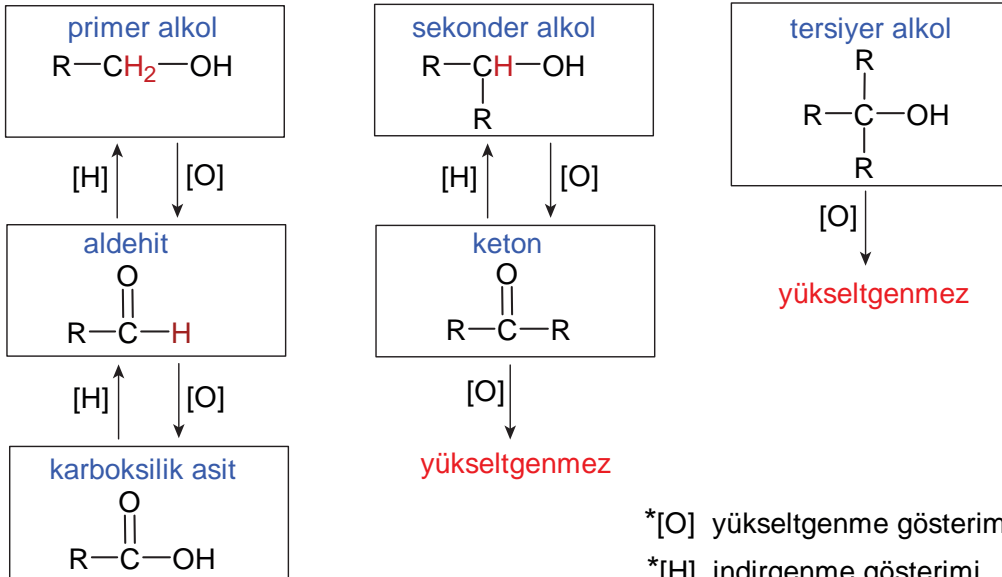 primer alkol
R—CH₂—OH
[H] [O]
aldehit
O
R—C—H
[H] [O]
karboksilik asit
O
R—C—OH
sekonder alkol
R—CH—OH
R
[H] [O]
keton
O
R—C—R
[O]
yükseltgenmez
tersiyer alkol
R
R—C—OH
R
[O]
yükseltgenmez
*[O] yükseltgenme gösterim
*[H] indirgenme gösterimi